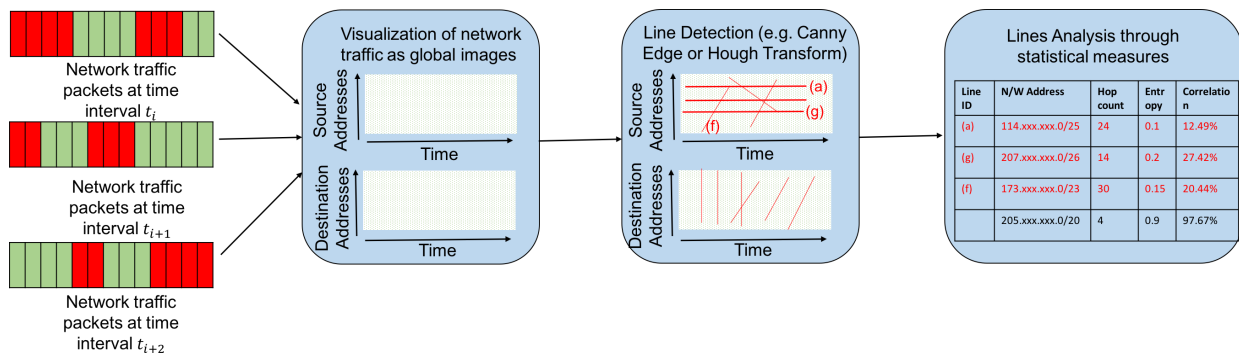 Network traffic
packets at time
interval t_i
Network traffic
packets at time
interval t_{i+1}
Network traffic
packets at time
interval t_{i+2}
Visualization of network
traffic as global images
Source
Addresses
Time
Destination
Addresses
Time
Line Detection (e.g. Canny
Edge or Hough Transform)
Source
Addresses
(a)
(g)
(f)
Time
Destination
Addresses
Time
Lines Analysis through
statistical measures
Line ID N/W Address Hop count Entr opy Correlatio n
(a) 114.xxx.xxx.0/25 24 0.1 12.49%
(g) 207.xxx.xxx.0/26 14 0.2 27.42%
(f) 173.xxx.xxx.0/23 30 0.15 20.44%
205.xxx.xxx.0/20 4 0.9 97.67%